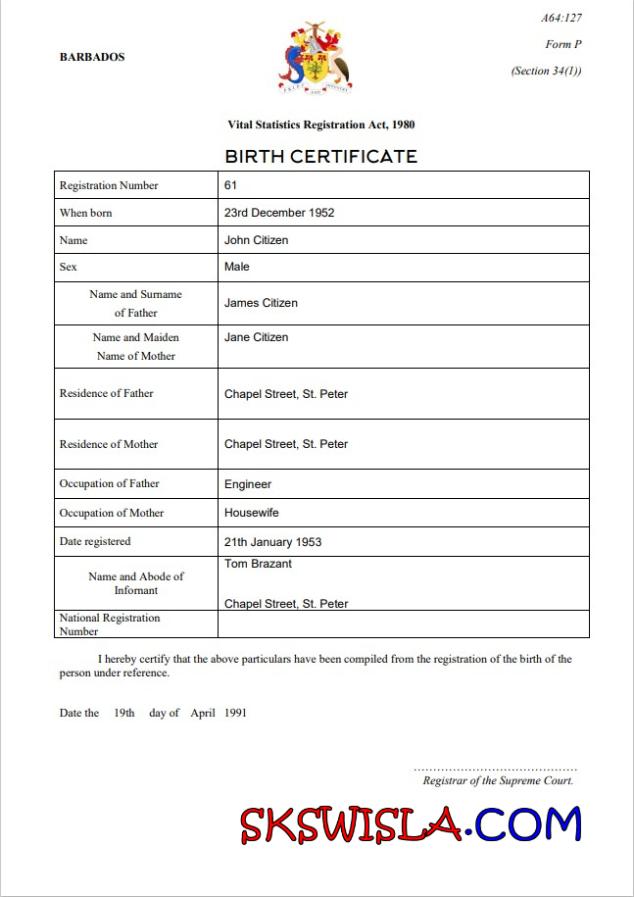 A64:127
Form P
BARBADOS
(Section 34(1))
Vital Statistics Registration Act, 1980
BIRTH CERTIFICATE
Registration Number 61
When born 23rd December 1952
Name John Citizen
Sex Male
Name and Surname
of Father
James Citizen
Name and Maiden
Name of Mother
Jane Citizen
Residence of Father Chapel Street, St. Peter
Residence of Mother Chapel Street, St. Peter
Occupation of Father Engineer
Occupation of Mother Housewife
Date registered 21th January 1953
Name and Abode of
Infornant
Tom Brazant
Chapel Street, St. Peter
National Registration
Number
I hereby certify that the above particulars have been compiled from the registration of the birth of the
person under reference.
Date the 19th day of April 1991
Registrar of the Supreme Court.
SKSWISLA.COM